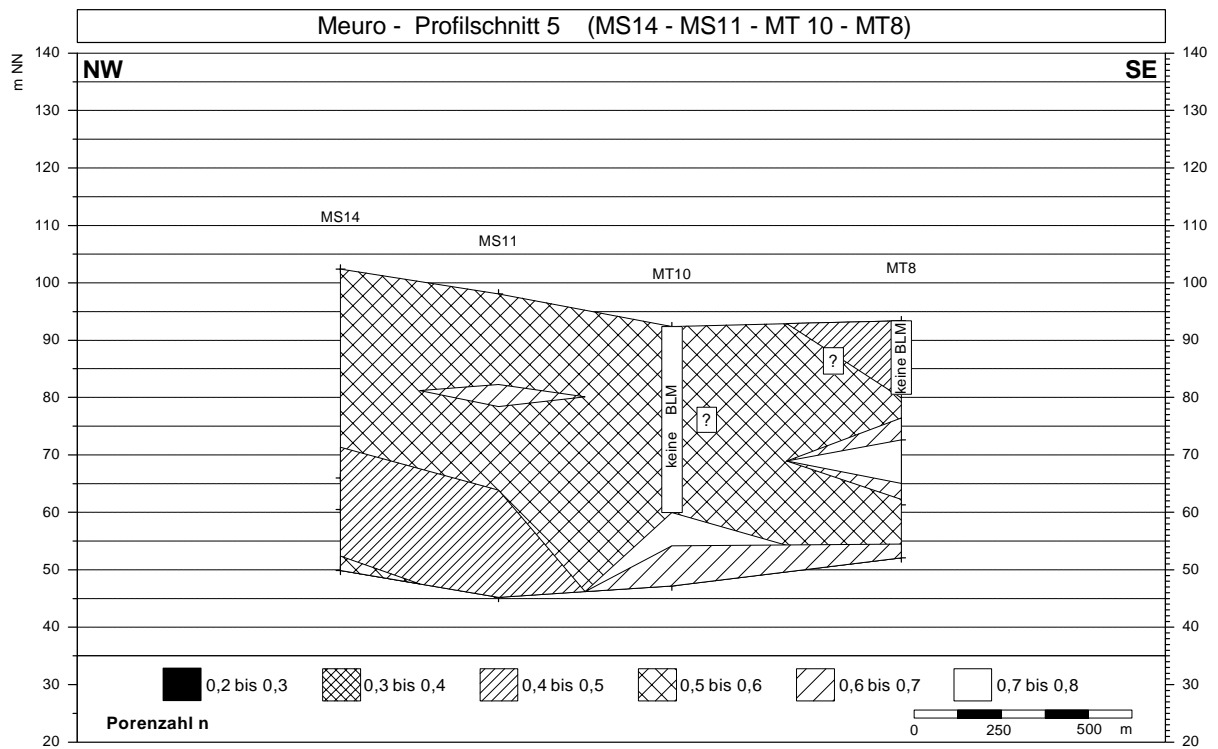 Meuro - Profilschnitt 5 (MS14 - MS11 - MT 10 - MT8)
m NN
140
130
120
110
100
90
80
70
60
50
40
30
20
NW
SE
140
130
120
110
100
90
80
70
60
50
40
30
20
MS14
MS11
MT10
MT8
keine BLM
?
?
keine BLM
0,2 bis 0,3
0,3 bis 0,4
0,4 bis 0,5
0,5 bis 0,6
0,6 bis 0,7
0,7 bis 0,8
Porenzahl n
0 250 500 m